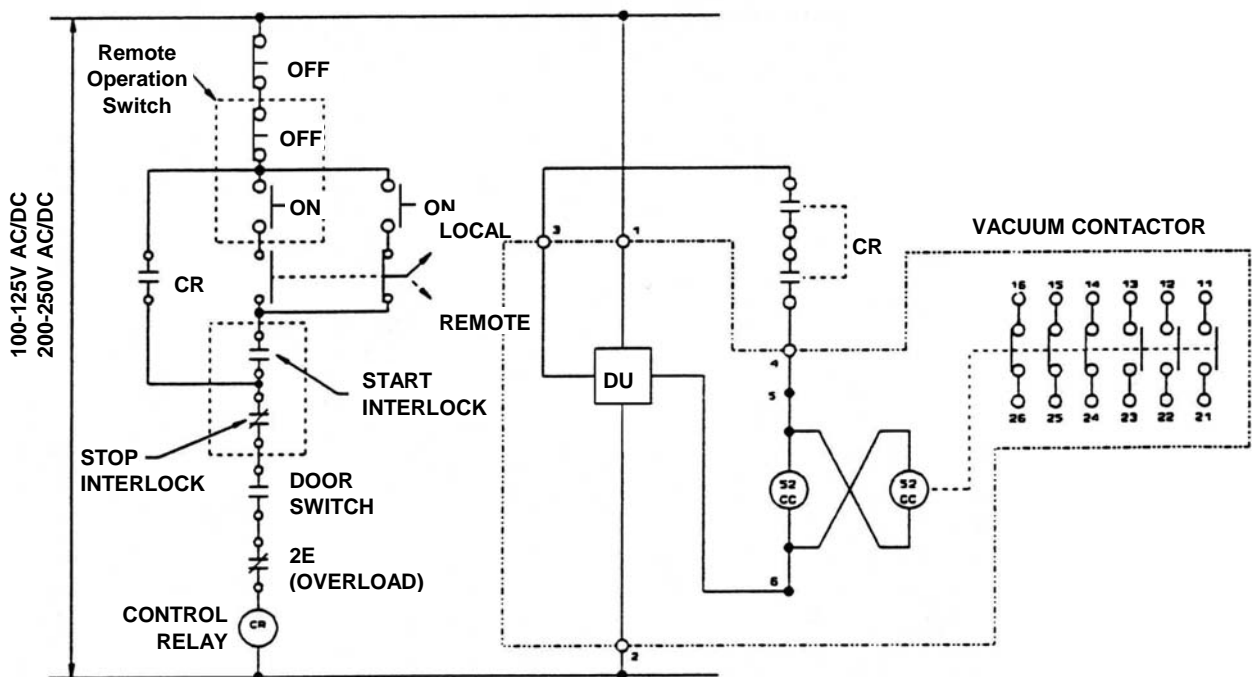 100-125V AC/DC
200-250V AC/DC
Remote
Operation
Switch
OFF
OFF
ON
ON
LOCAL
REMOTE
CR
START
INTERLOCK
STOP
INTERLOCK
DOOR
SWITCH
2E
(OVERLOAD)
CONTROL
RELAY
CR
3
1
CR
4
DU
5
52
CC
52
CC
6
2
VACUUM CONTACTOR
16 15 14 13 12 11
26 25 24 23 22 21